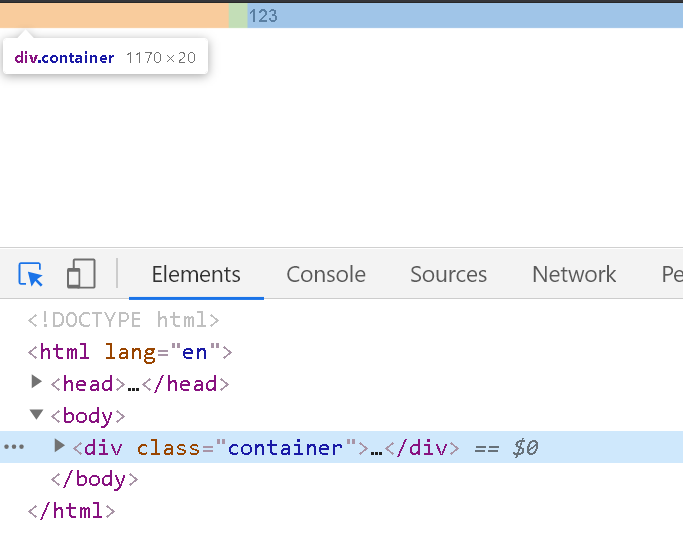 123
div.container 1170 × 20
Elements Console Sources Network Pe
<!DOCTYPE html>
<html lang="en">
<head>…</head>
<body>
<div class="container">…</div> == $0
</body>
</html>